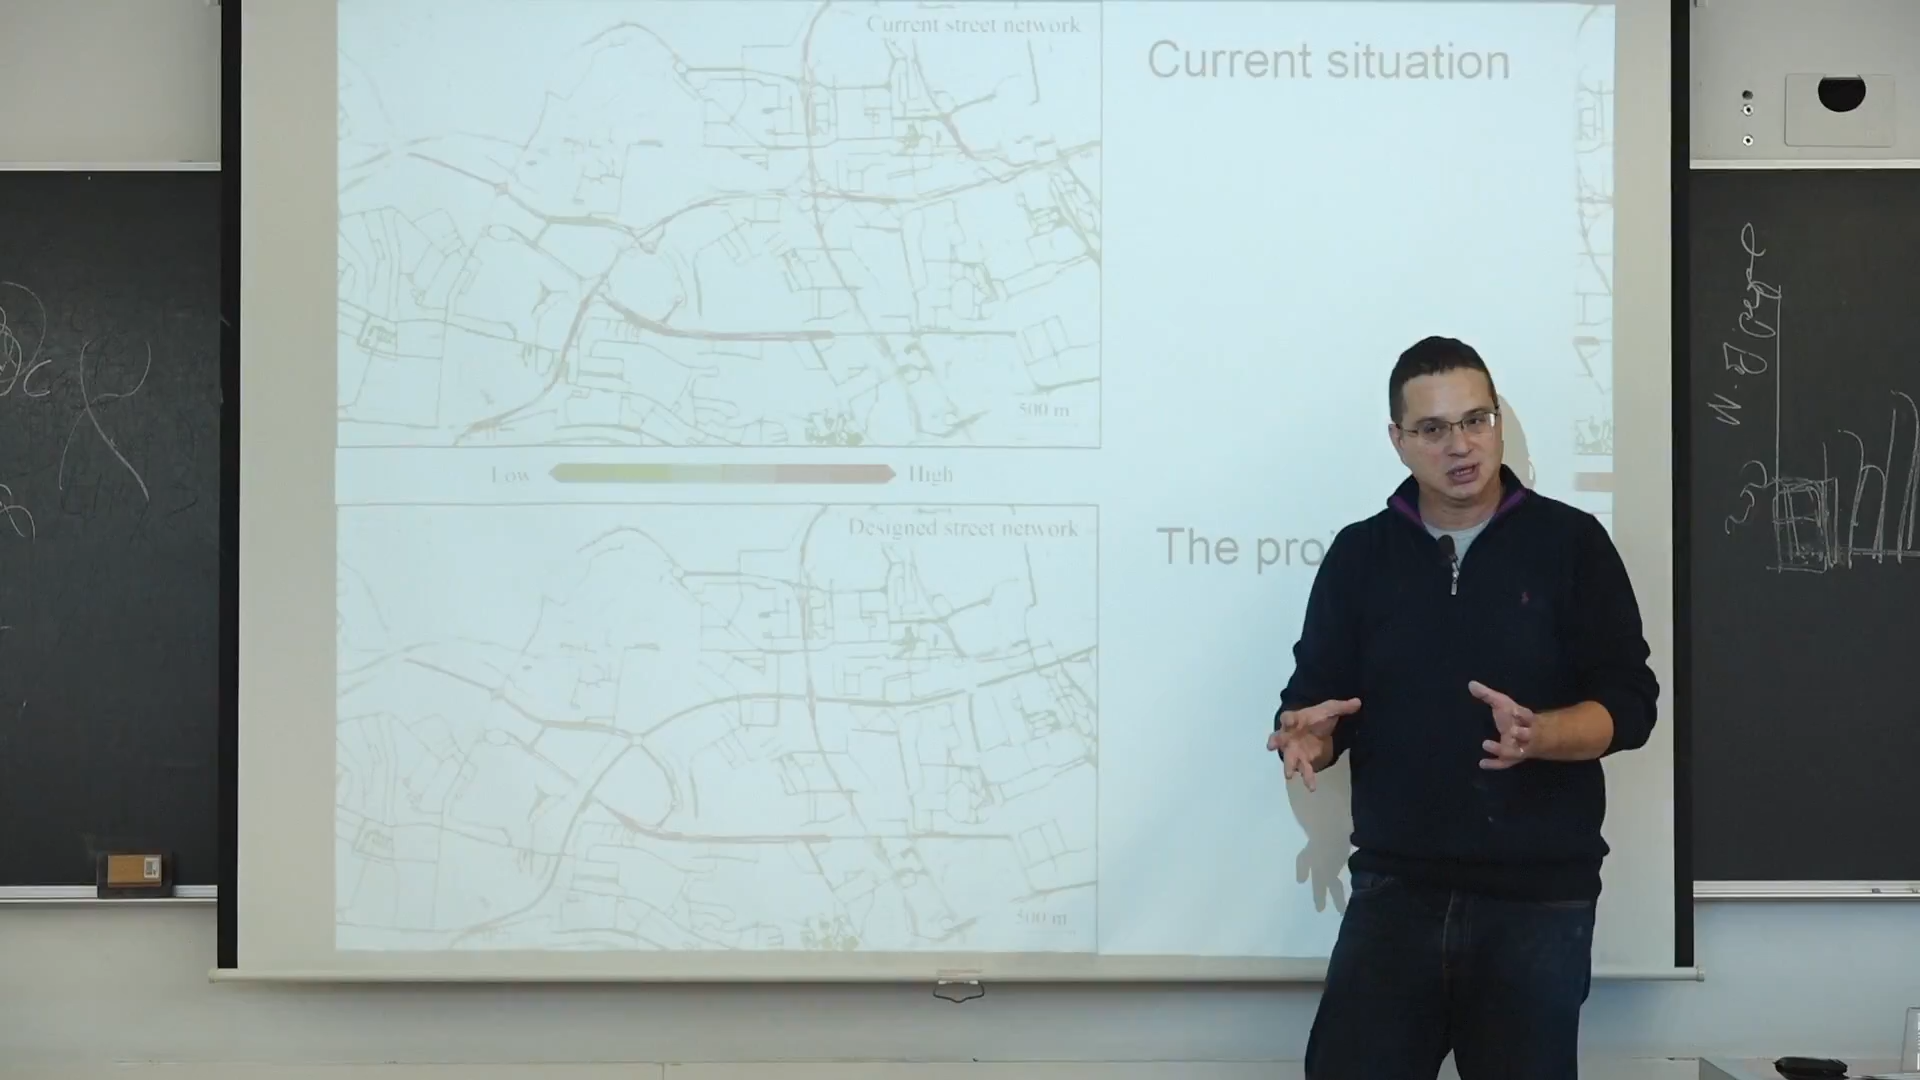 Current street network
Current situation
500 m
Low
High
Designed street network
The pro
500 m